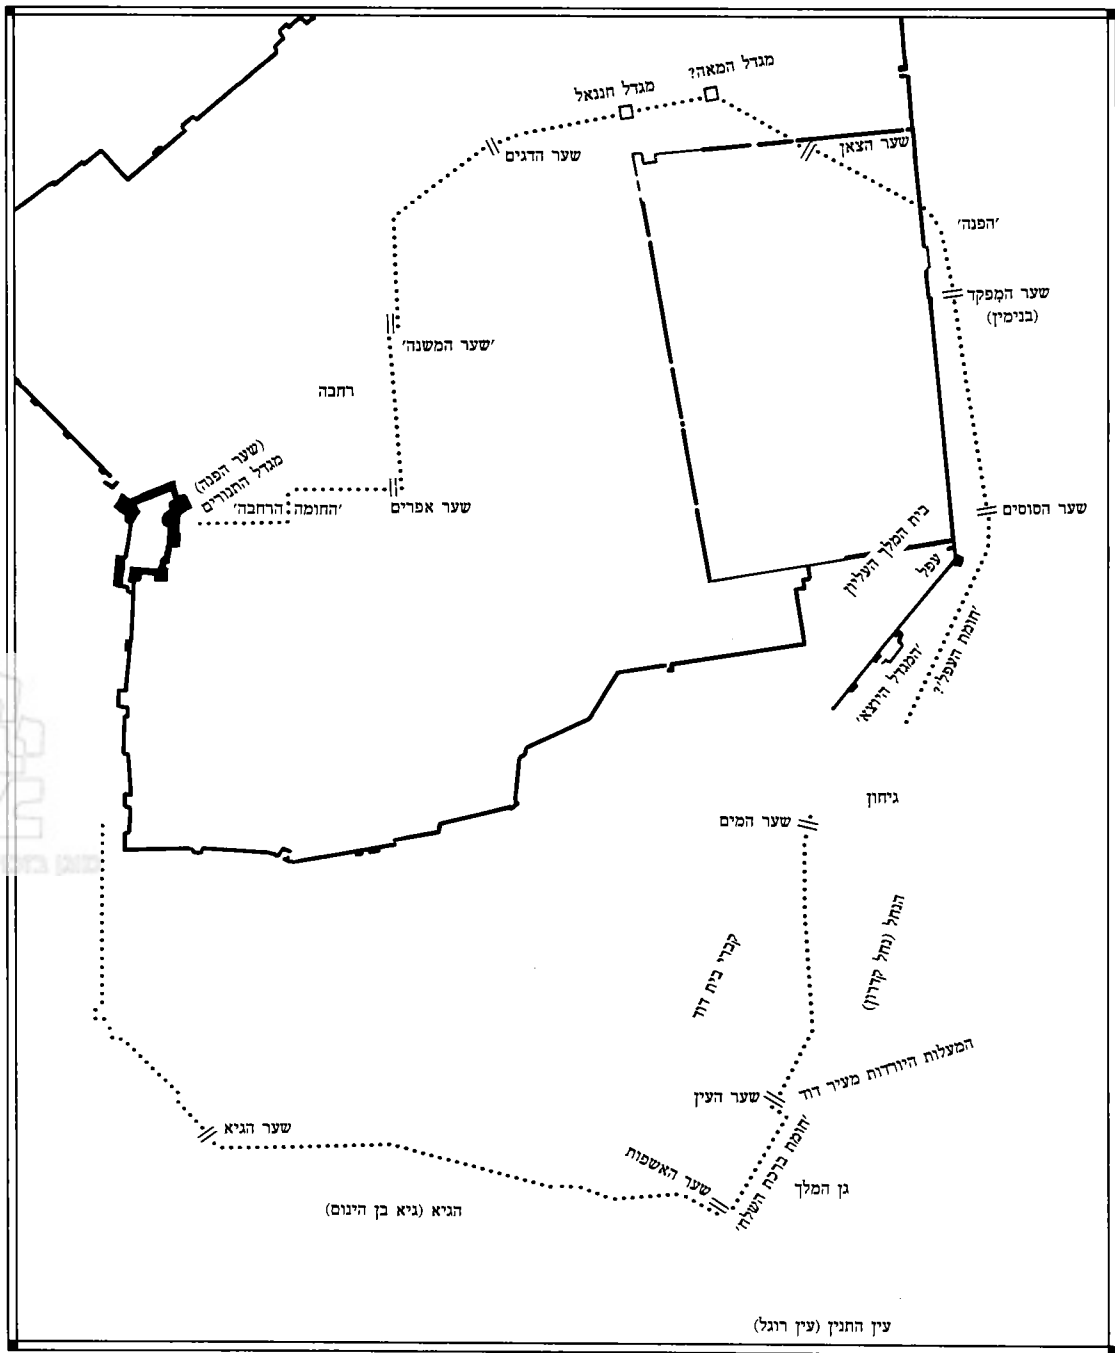 מגדל המאה?
מגדל חננאל
שער הדגים
שער הצאן
'הפנה'
שער המִפקד
(בנימין)
'שער המשנה'
רחבה
(שער הפנה)
מגדל התנורים
'החומה הרחבה'
שער אפרים
שער הסוסים
בית המלך העליון
עפל
'חומת העפל'?
'המגדל היוצא'
גיחון
שער המים
הנחל (נחל קדרון)
קברי בית דוד
המעלות היורדות מעיר דוד
שער העין
'חומת ברכת השלח'
שער האשפות
גן המלך
שער הגיא
הגיא (גיא בן הינום)
עין התנין (עין רוגל)